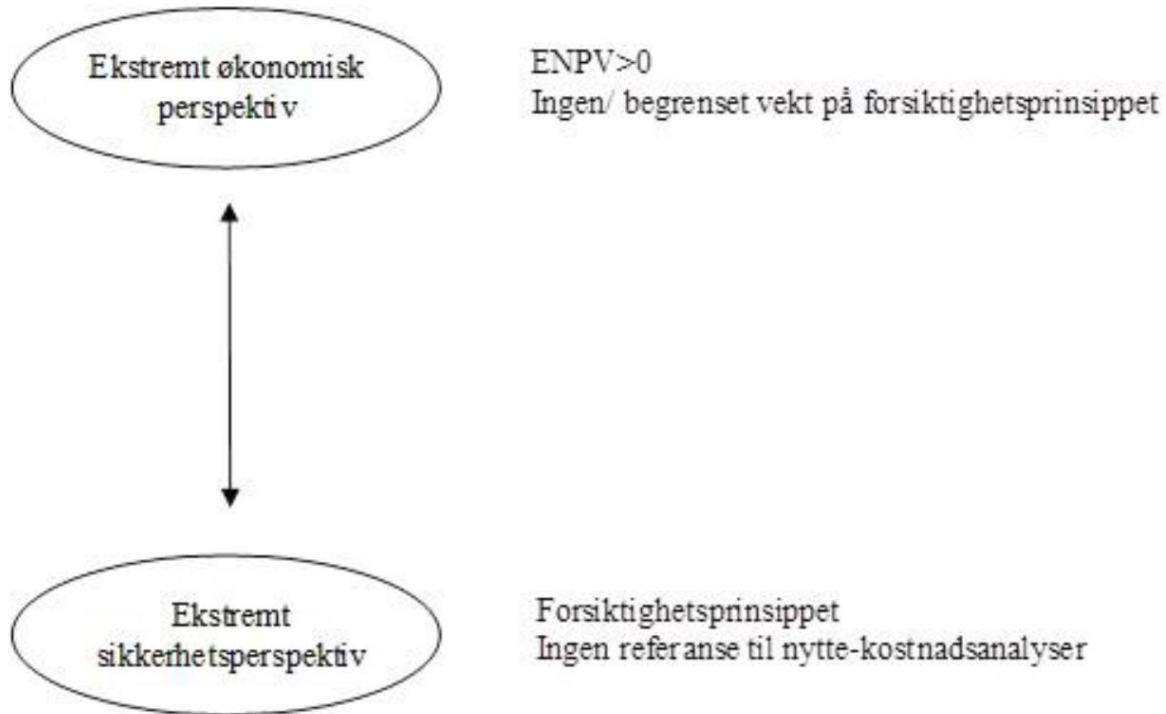 Ekstremt økonomisk
perspektiv
ENPV>0
Ingen/ begrenset vekt på forsiktighetsprinsippet
Ekstremt
sikkerhetsperspektiv
Forsiktighetsprinsippet
Ingen referanse til nytte-kostnadsanalyser